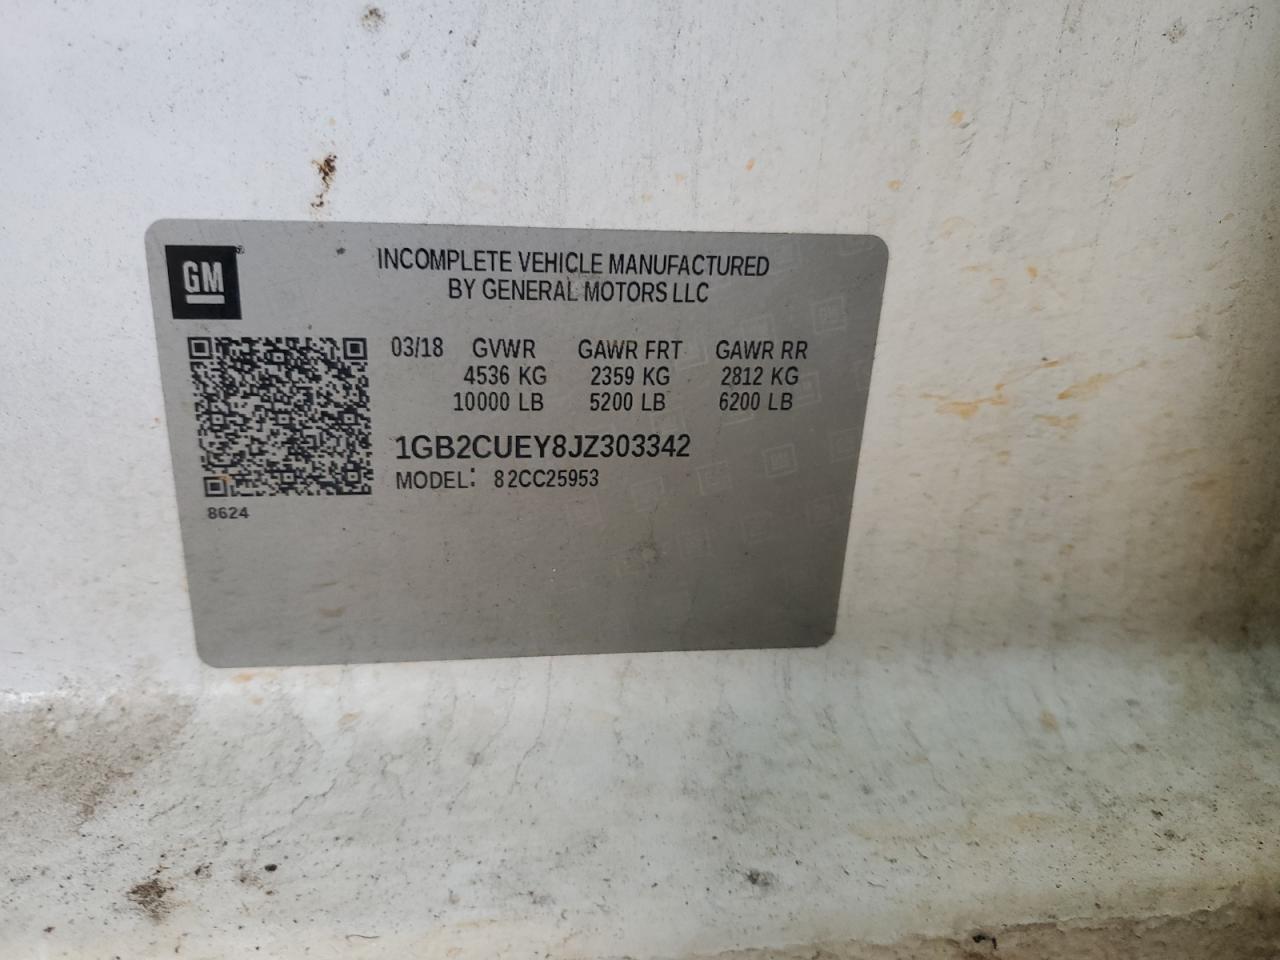 GM
INCOMPLETE VEHICLE MANUFACTURED
BY GENERAL MOTORS LLC
03/18 GVWR GAWR FRT GAWR RR
4536 KG 2359 KG 2812 KG
10000 LB 5200 LB 6200 LB
1GB2CUEY8JZ303342
MODEL: 82CC25953
8624